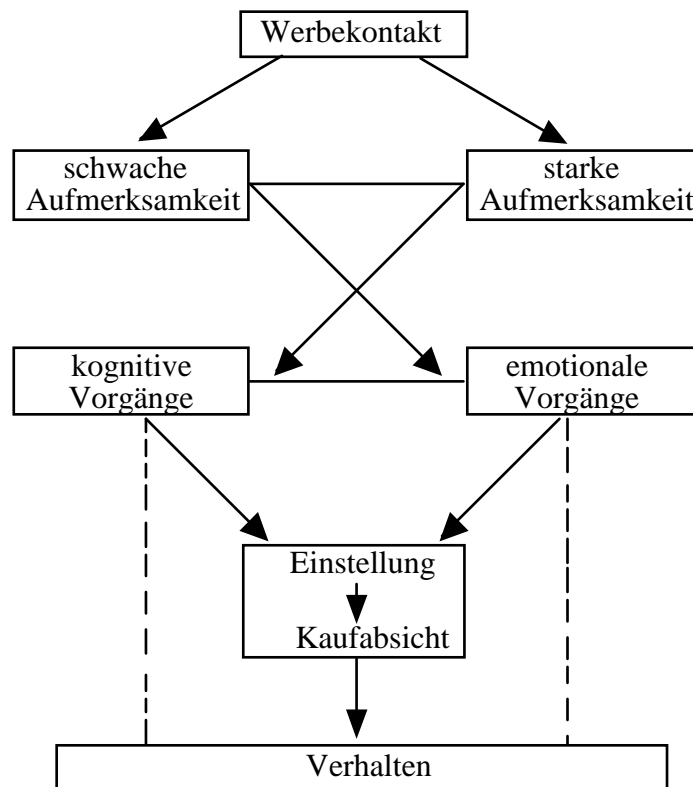 Werbekontakt
schwache
Aufmerksamkeit
starke
Aufmerksamkeit
kognitive
Vorgänge
emotionale
Vorgänge
Einstellung
Kaufabsicht
Verhalten